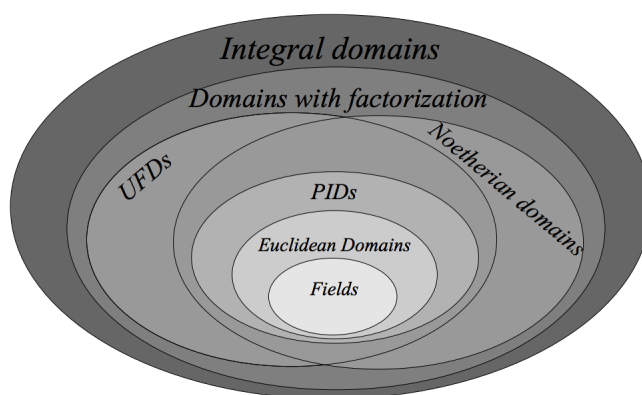 Integral domains
Domains with factorization
UFDs
Noetherian domains
PIDs
Euclidean Domains
Fields